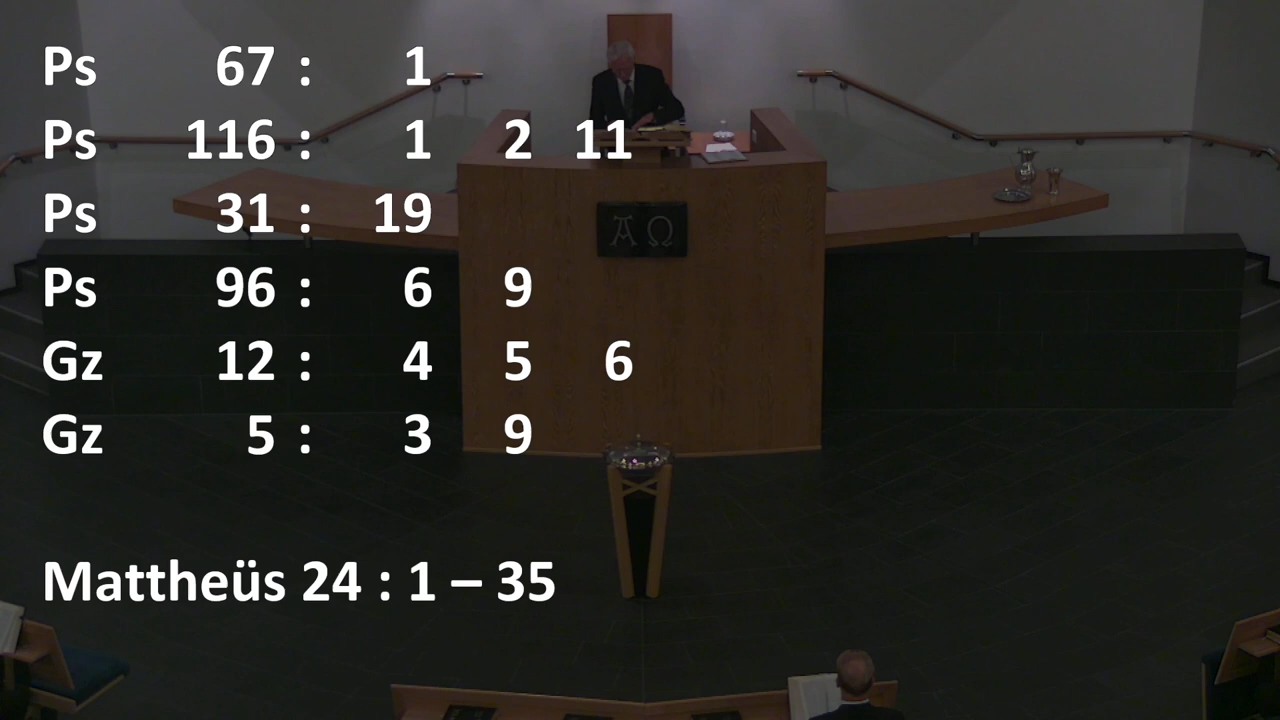 Ps 67 : 1
Ps 116 : 1 2 11
Ps 31 : 19
Ps 96 : 6 9
Gz 12 : 4 5 6
Gz 5 : 3 9
Mattheüs 24 : 1 – 35
Α Ω